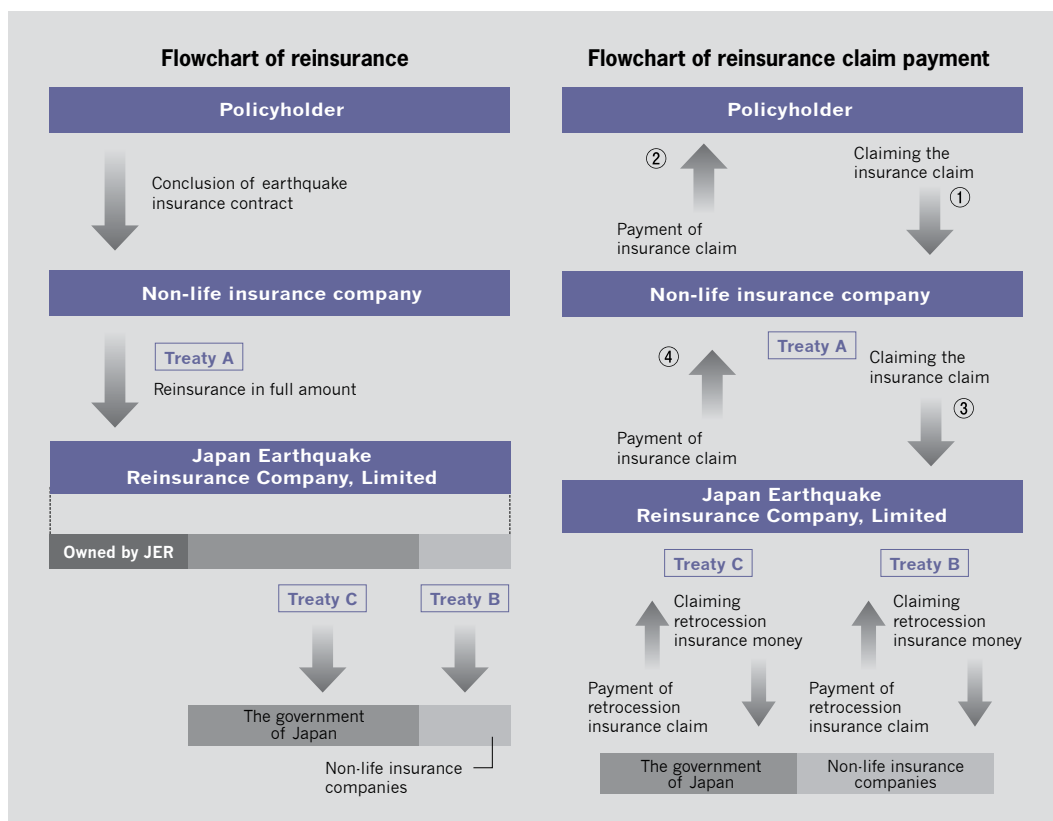 Flowchart of reinsurance
Policyholder
Conclusion of earthquake
insurance contract
Non-life insurance company
Treaty A
Reinsurance in full amount
Japan Earthquake
Reinsurance Company, Limited
Owned by JER
Treaty C
Treaty B
The government
of Japan
Non-life insurance
companies
Flowchart of reinsurance claim payment
Policyholder
②
Payment of
insurance claim
Claiming the
insurance claim
①
Non-life insurance company
Treaty A
④
Payment of
insurance claim
Claiming the
insurance claim
③
Japan Earthquake
Reinsurance Company, Limited
Treaty C
Claiming
retrocession
insurance money
Payment of
retrocession
insurance claim
Treaty B
Claiming
retrocession
insurance money
Payment of
retrocession
insurance claim
The government
of Japan
Non-life insurance
companies